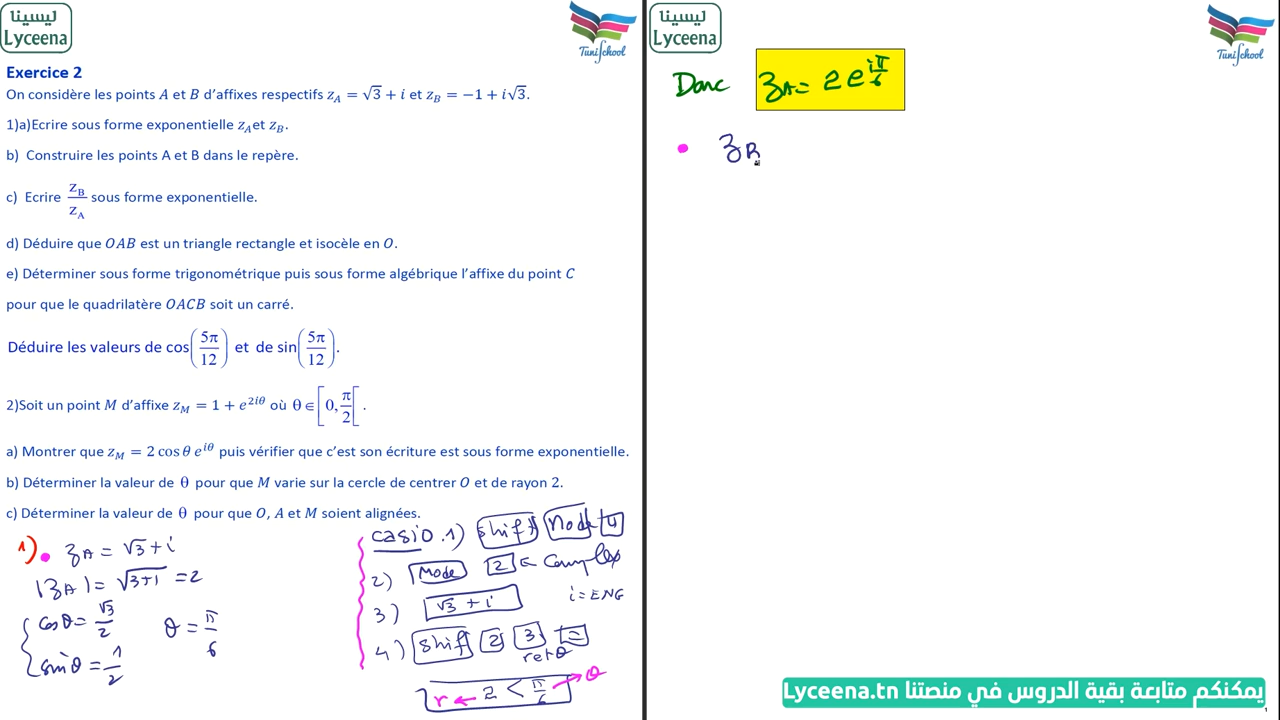 ليسينا
Lyceena
TuniSchool
Exercice 2
On considère les points A et B d'affixes respectifs z_A = √3 + i et z_B = −1 + i√3.
1)a)Ecrire sous forme exponentielle z_A et z_B.
b) Construire les points A et B dans le repère.
c) Ecrire z_B/z_A sous forme exponentielle.
d) Déduire que OAB est un triangle rectangle et isocèle en O.
e) Déterminer sous forme trigonométrique puis sous forme algébrique l'affixe du point C
pour que le quadrilatère OACB soit un carré.
Déduire les valeurs de cos(5π/12) et de sin(5π/12).
2)Soit un point M d'affixe z_M = 1 + e^{2iθ} où θ ∈ [0, π/2[ .
a) Montrer que z_M = 2 cos θ e^{iθ} puis vérifier que c'est son écriture est sous forme exponentielle.
b) Déterminer la valeur de θ pour que M varie sur la cercle de centrer O et de rayon 2.
c) Déterminer la valeur de θ pour que O, A et M soient alignées.
1) • z_A = √3 + i
|z_A| = √(3+1) = 2
cosθ = √3/2
sinθ = 1/2
θ = π/6
casio 1) Shift Mode 4
2) Mode 2 ← Complex
i = ENG
3) √3 + i
4) Shift 2 3 =
r∠θ
r ← 2 < π/6 → θ
ليسينا
Lyceena
TuniSchool
Donc z_A = 2 e^{iπ/6}
• z_B
يمكنكم متابعة بقية الدروس في منصتنا Lyceena.tn
1